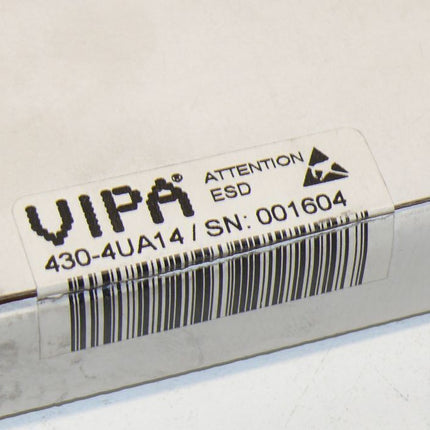 VIPA®
ATTENTION
ESD
430-4UA14 / SN: 001604